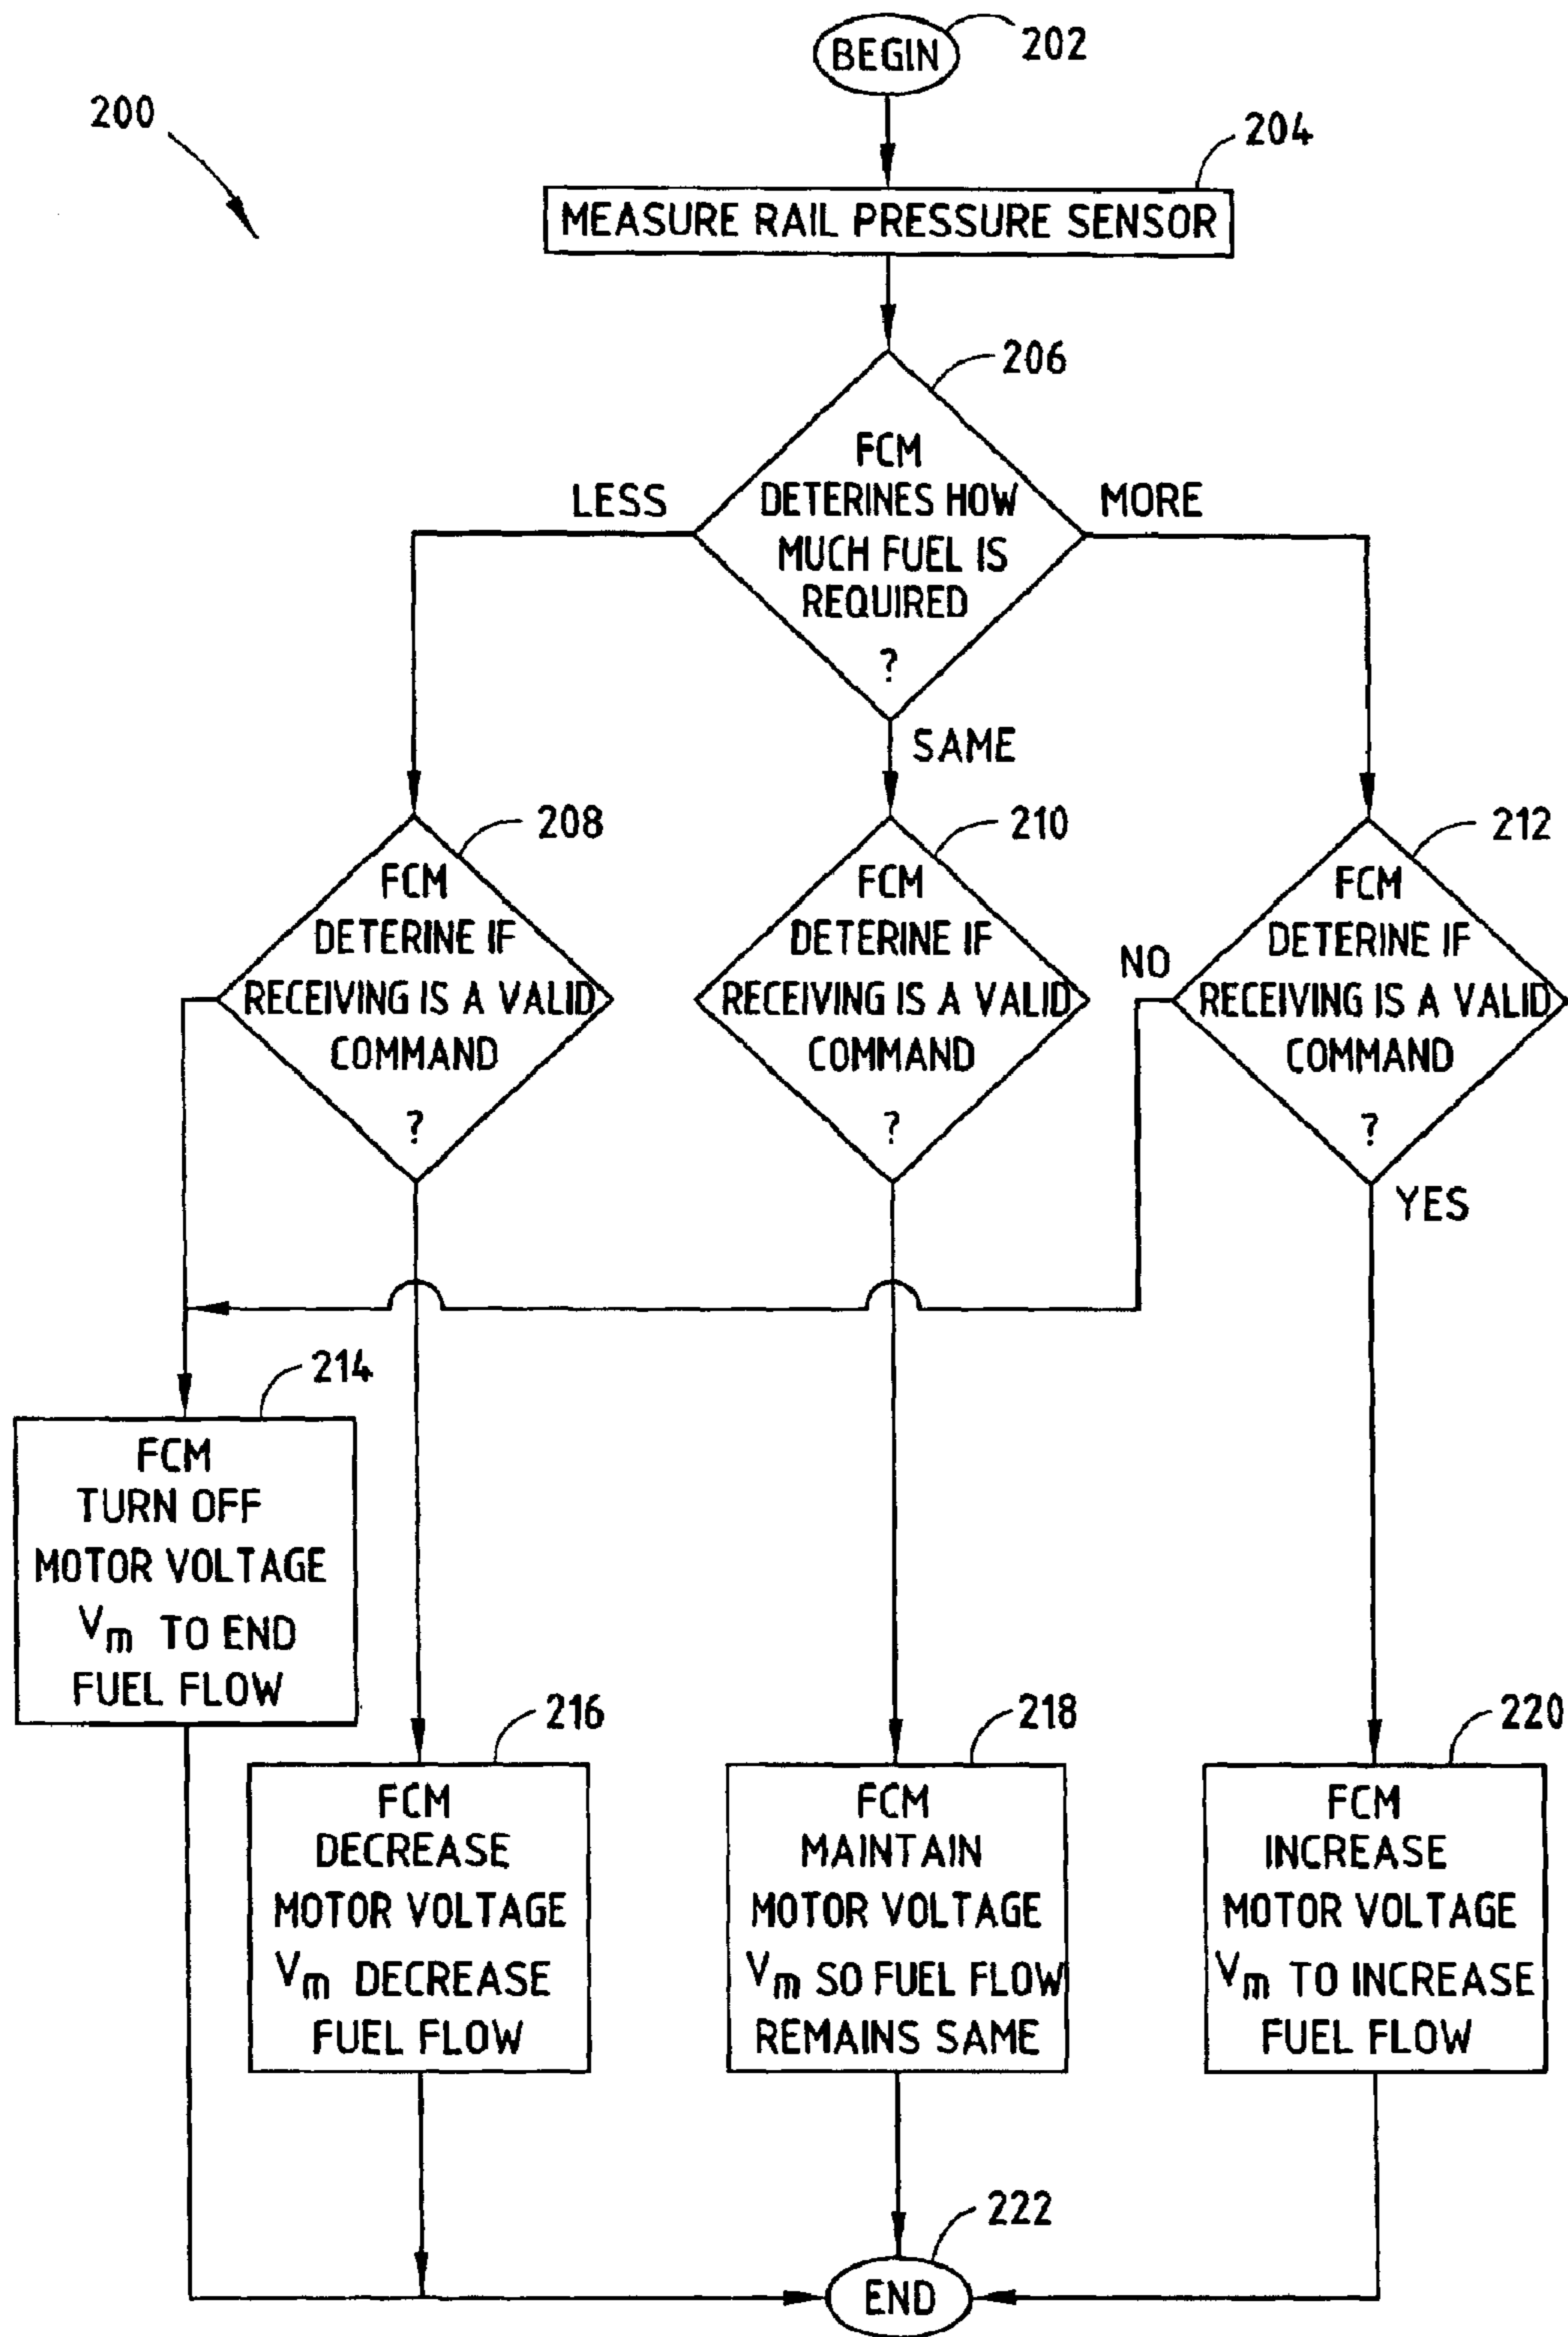 BEGIN
202
200
204
MEASURE RAIL PRESSURE SENSOR
206
FCM
DETERINES HOW
MUCH FUEL IS
REQUIRED
?
LESS
MORE
SAME
208
FCM
DETERINE IF
RECEIVING IS A VALID
COMMAND
?
210
FCM
DETERINE IF
RECEIVING IS A VALID
COMMAND
?
212
FCM
DETERINE IF
RECEIVING IS A VALID
COMMAND
?
NO
YES
214
FCM
TURN OFF
MOTOR VOLTAGE
Vm TO END
FUEL FLOW
216
FCM
DECREASE
MOTOR VOLTAGE
Vm DECREASE
FUEL FLOW
218
FCM
MAINTAIN
MOTOR VOLTAGE
Vm SO FUEL FLOW
REMAINS SAME
220
FCM
INCREASE
MOTOR VOLTAGE
Vm TO INCREASE
FUEL FLOW
222
END